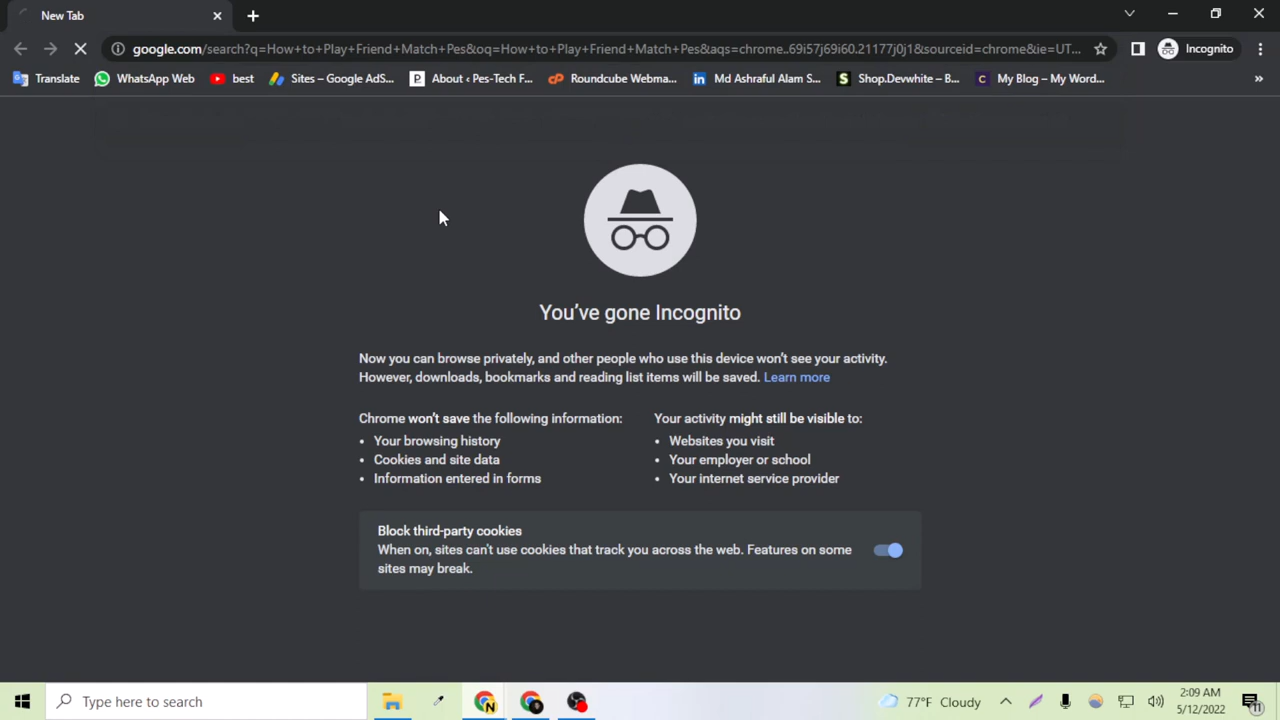 New Tab
google.com/search?q=How+to+Play+Friend+Match+Pes&oq=How+to+Play+Friend+Match+Pes&aqs=chrome..69i57j69i60.21177j0j1&sourceid=chrome&ie=UT...
Incognito
Translate WhatsApp Web best Sites – Google AdS... About ‹ Pes-Tech F... Roundcube Webma... Md Ashraful Alam S... Shop.Devwhite – B... My Blog – My Word... »
You've gone Incognito
Now you can browse privately, and other people who use this device won't see your activity.
However, downloads, bookmarks and reading list items will be saved. Learn more
Chrome won't save the following information:
• Your browsing history
• Cookies and site data
• Information entered in forms
Your activity might still be visible to:
• Websites you visit
• Your employer or school
• Your internet service provider
Block third-party cookies
When on, sites can't use cookies that track you across the web. Features on some
sites may break.
Type here to search
77°F Cloudy
2:09 AM
5/12/2022
11